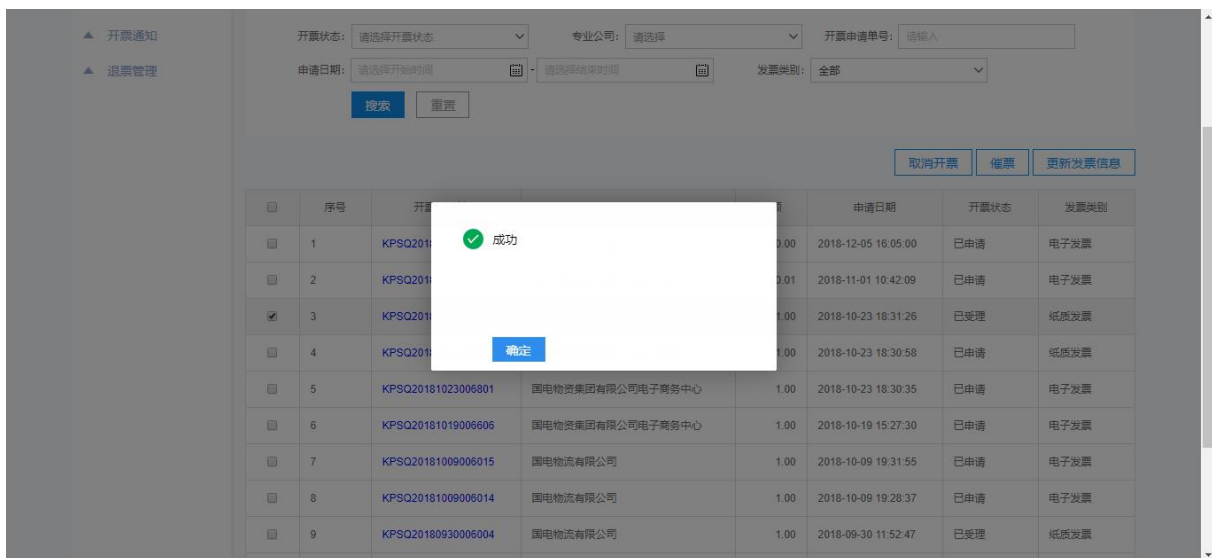 开票通知 开票状态: 请选择开票状态 专业公司: 请选择 开票申请单号: 请输入
退票管理 申请日期: 请选择开始时间 - 请选择结束时间 发票类别: 全部
搜索 重置
取消开票 催票 更新发票信息
序号 开票 申请日期 开票状态 发票类别
成功
1 KPSQ201 0.00 2018-12-05 16:05:00 已申请 电子发票
2 KPSQ201 0.01 2018-11-01 10:42:09 已申请 电子发票
3 KPSQ201 1.00 2018-10-23 18:31:26 已受理 纸质发票
4 KPSQ201 1.00 2018-10-23 18:30:58 已申请 纸质发票
确定
5 KPSQ20181023006801 国电物资集团有限公司电子商务中心 1.00 2018-10-23 18:30:35 已申请 电子发票
6 KPSQ20181019006606 国电物资集团有限公司电子商务中心 1.00 2018-10-19 15:27:30 已申请 电子发票
7 KPSQ20181009006015 国电物流有限公司 1.00 2018-10-09 19:31:55 已申请 电子发票
8 KPSQ20181009006014 国电物流有限公司 1.00 2018-10-09 19:28:37 已申请 电子发票
9 KPSQ20180930006004 国电物流有限公司 1.00 2018-09-30 11:52:47 已受理 纸质发票